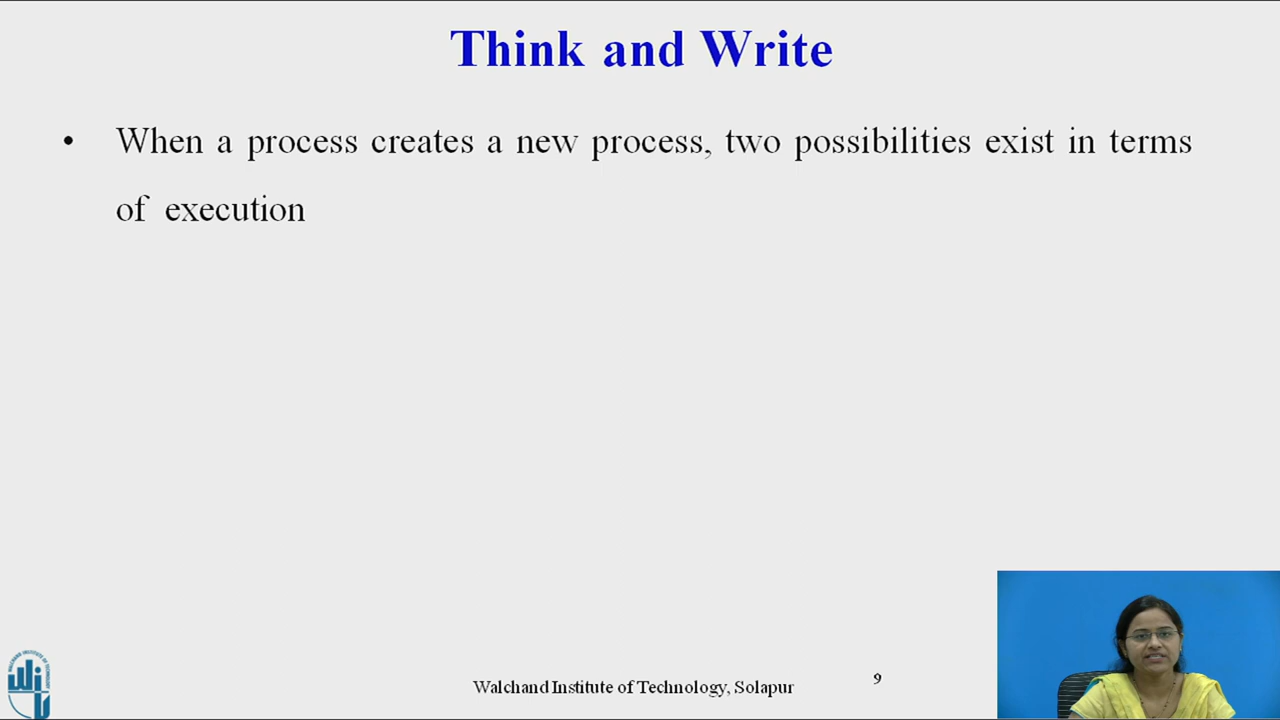 Think and Write
• When a process creates a new process, two possibilities exist in terms
of execution
Walchand Institute of Technology, Solapur
9